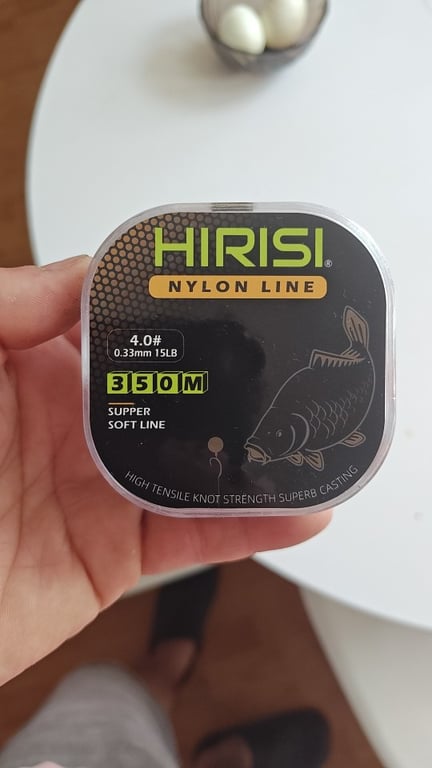 HIRISI®
NYLON LINE
4.0#
0.33mm 15LB
350M
SUPPER
SOFT LINE
HIGH TENSILE KNOT STRENGTH SUPERB CASTING